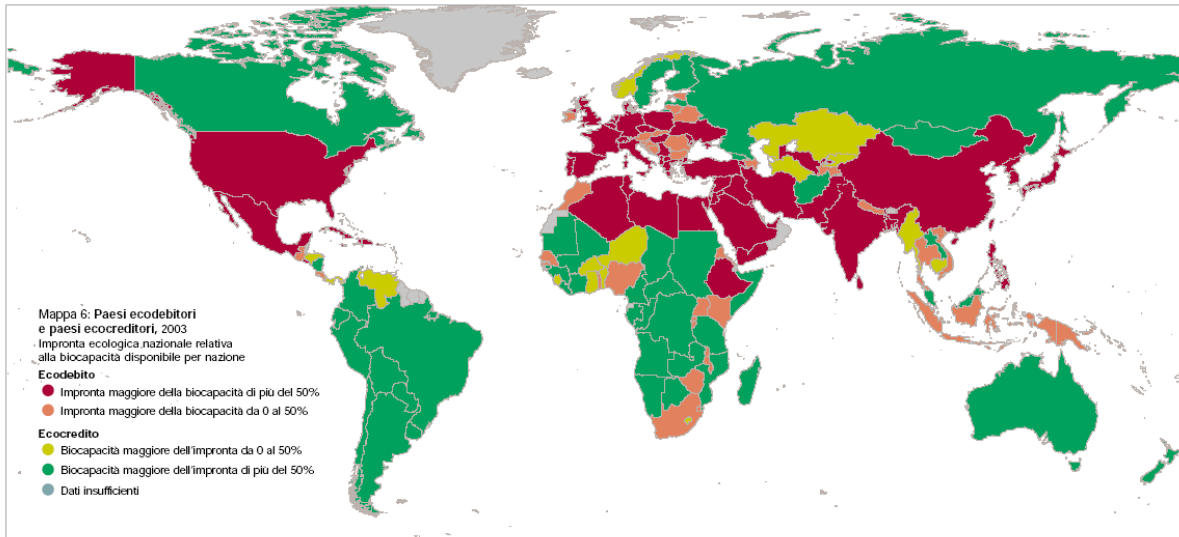 Mappa 6: Paesi ecodebitori
e paesi ecocreditori, 2003
Impronta ecologica nazionale relativa
alla biocapacità disponibile per nazione
Ecodebito
Impronta maggiore della biocapacità di più del 50%
Impronta maggiore della biocapacità da 0 al 50%
Ecocredito
Biocapacità maggiore dell'impronta da 0 al 50%
Biocapacità maggiore dell'impronta di più del 50%
Dati insufficienti